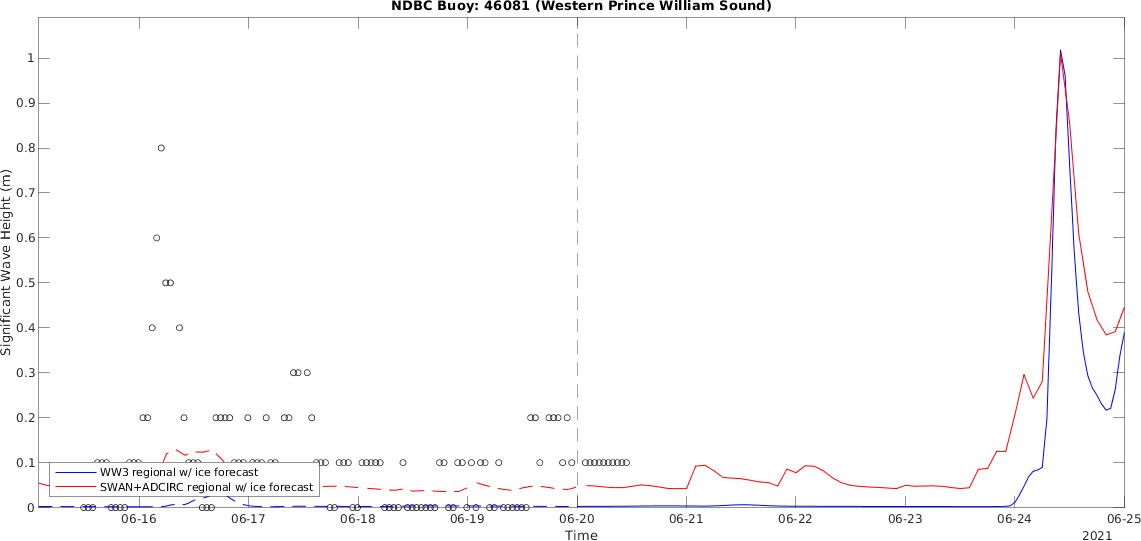 NDBC Buoy: 46081 (Western Prince William Sound)
Significant Wave Height (m)
1
0.9
0.8
0.7
0.6
0.5
0.4
0.3
0.2
0.1
0
WW3 regional w/ ice forecast
SWAN+ADCIRC regional w/ ice forecast
06-16 06-17 06-18 06-19 06-20 06-21 06-22 06-23 06-24 06-25
Time
2021